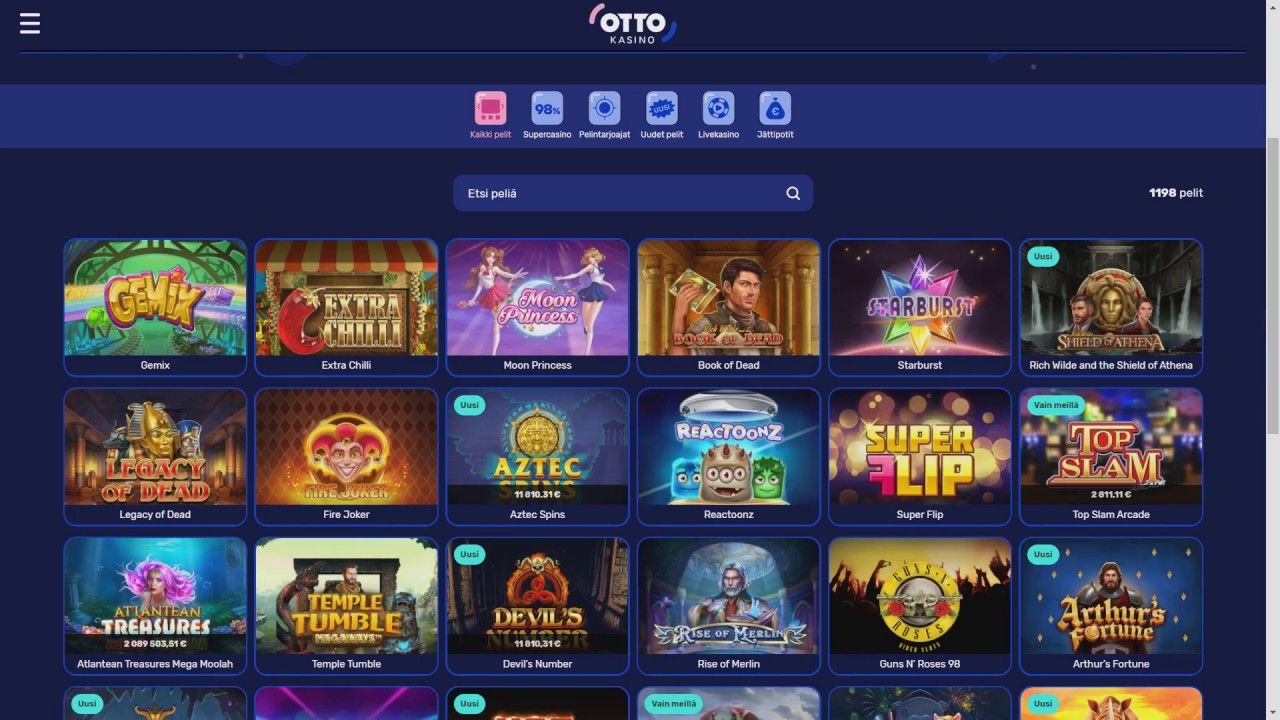 OTTO
KASINO
98%
UUSI
Kaikki pelit
Supercasino
Pelintarjoajat
Uudet pelit
Livekasino
Jättipotit
Etsi peliä
1198 pelit
GEMIX
EXTRA
CHILLI
Moon
Princess
BOOK OF DEAD
STARBURST
Uusi
SHIELD OF ATHENA
Gemix
Extra Chilli
Moon Princess
Book of Dead
Starburst
Rich Wilde and the Shield of Athena
LEGACY
OF DEAD
FIRE JOKER
Uusi
AZTEC
SPINS
11 810,31 €
REACTOONZ
SUPER
FLIP
Vain meillä
TOP
SLAM
2 811,11 €
Legacy of Dead
Fire Joker
Aztec Spins
Reactoonz
Super Flip
Top Slam Arcade
ATLANTEAN
TREASURES
2 089 503,51 €
TEMPLE
TUMBLE
MEGAWAYS™
Uusi
DEVIL'S
NUMBER
11 810,31 €
RISE OF MERLIN
GUNS N'
ROSES
VIDEO SLOTS
Uusi
Arthur's
Fortune
Atlantean Treasures Mega Moolah
Temple Tumble
Devil's Number
Rise of Merlin
Guns N' Roses 98
Arthur's Fortune
Uusi
Uusi
Vain meillä
Uusi